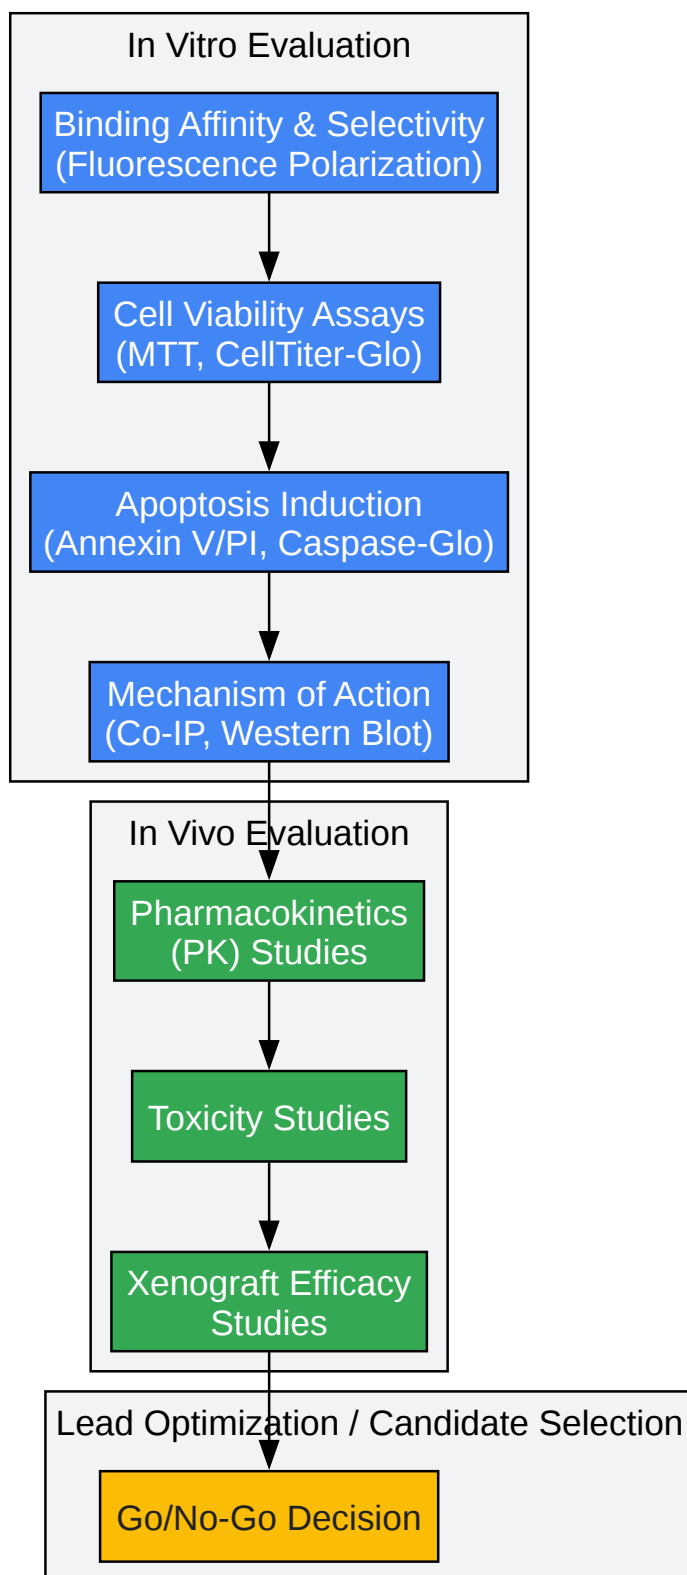 In Vitro Evaluation
Binding Affinity & Selectivity
(Fluorescence Polarization)
Cell Viability Assays
(MTT, CellTiter-Glo)
Apoptosis Induction
(Annexin V/PI, Caspase-Glo)
Mechanism of Action
(Co-IP, Western Blot)
In Vivo Evaluation
Pharmacokinetics
(PK) Studies
Toxicity Studies
Xenograft Efficacy
Studies
Lead Optimization / Candidate Selection
Go/No-Go Decision